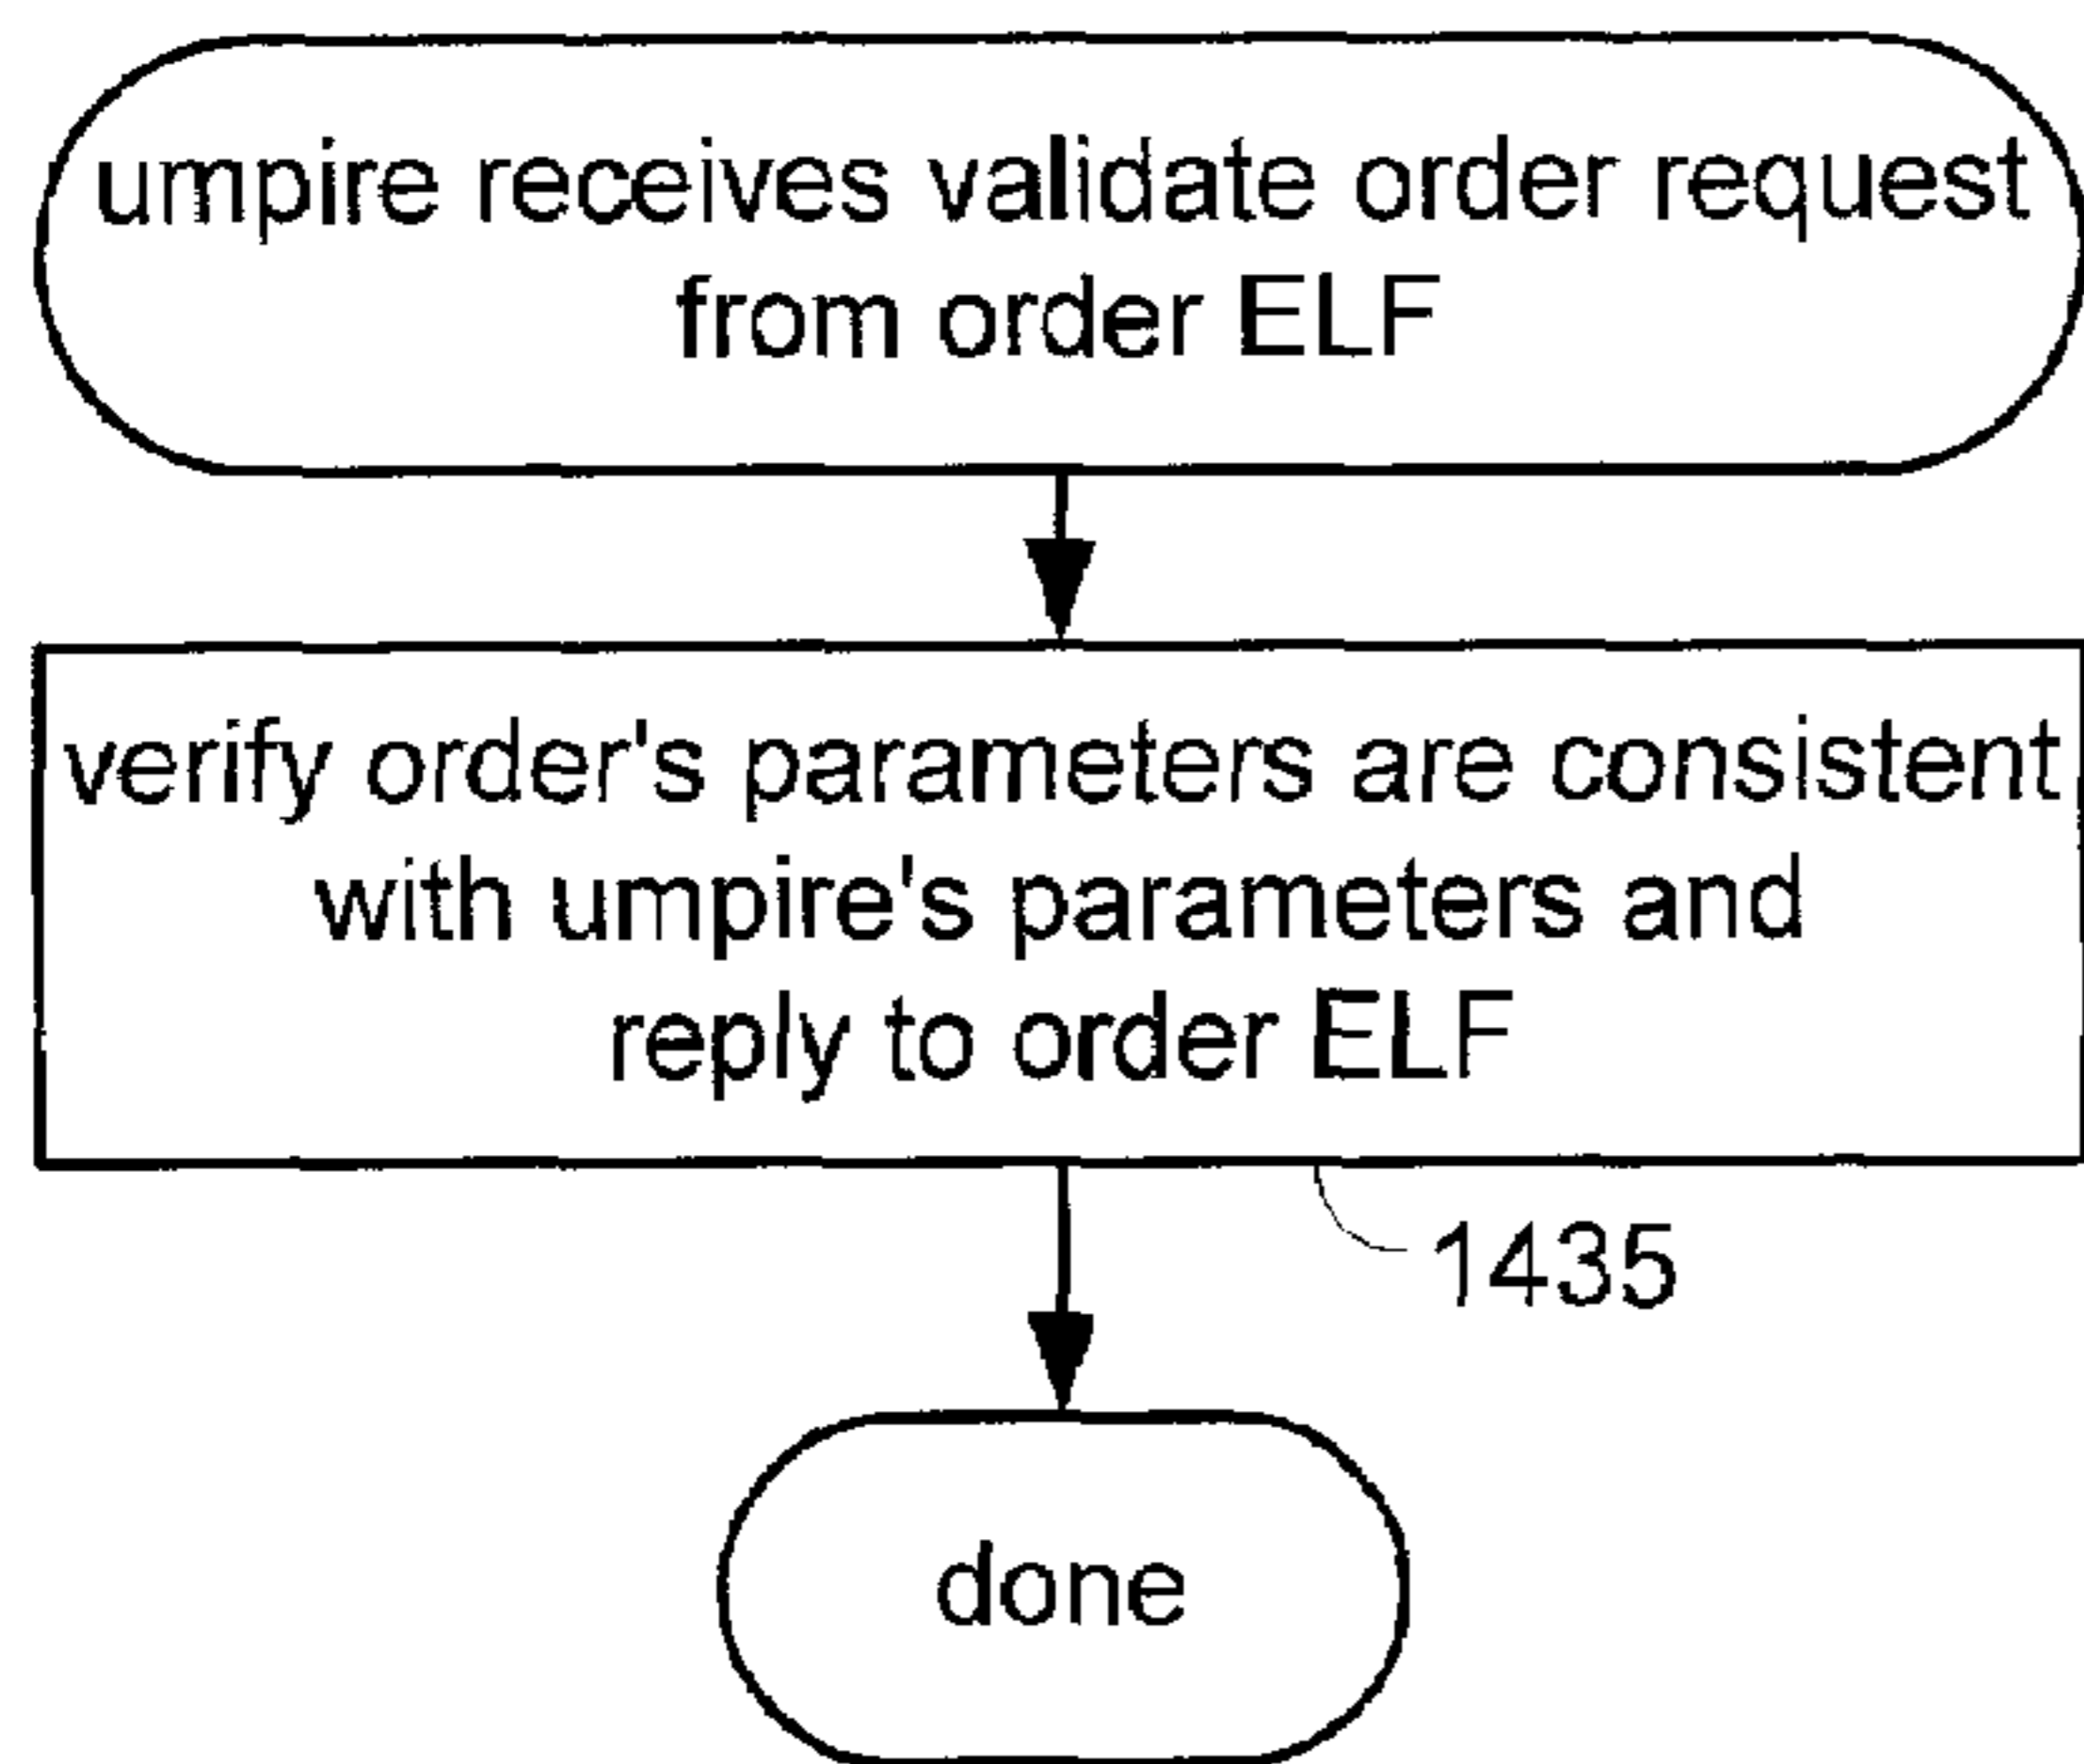 umpire receives validate order request
from order ELF
verify order's parameters are consistent
with umpire's parameters and
reply to order ELF
1435
done